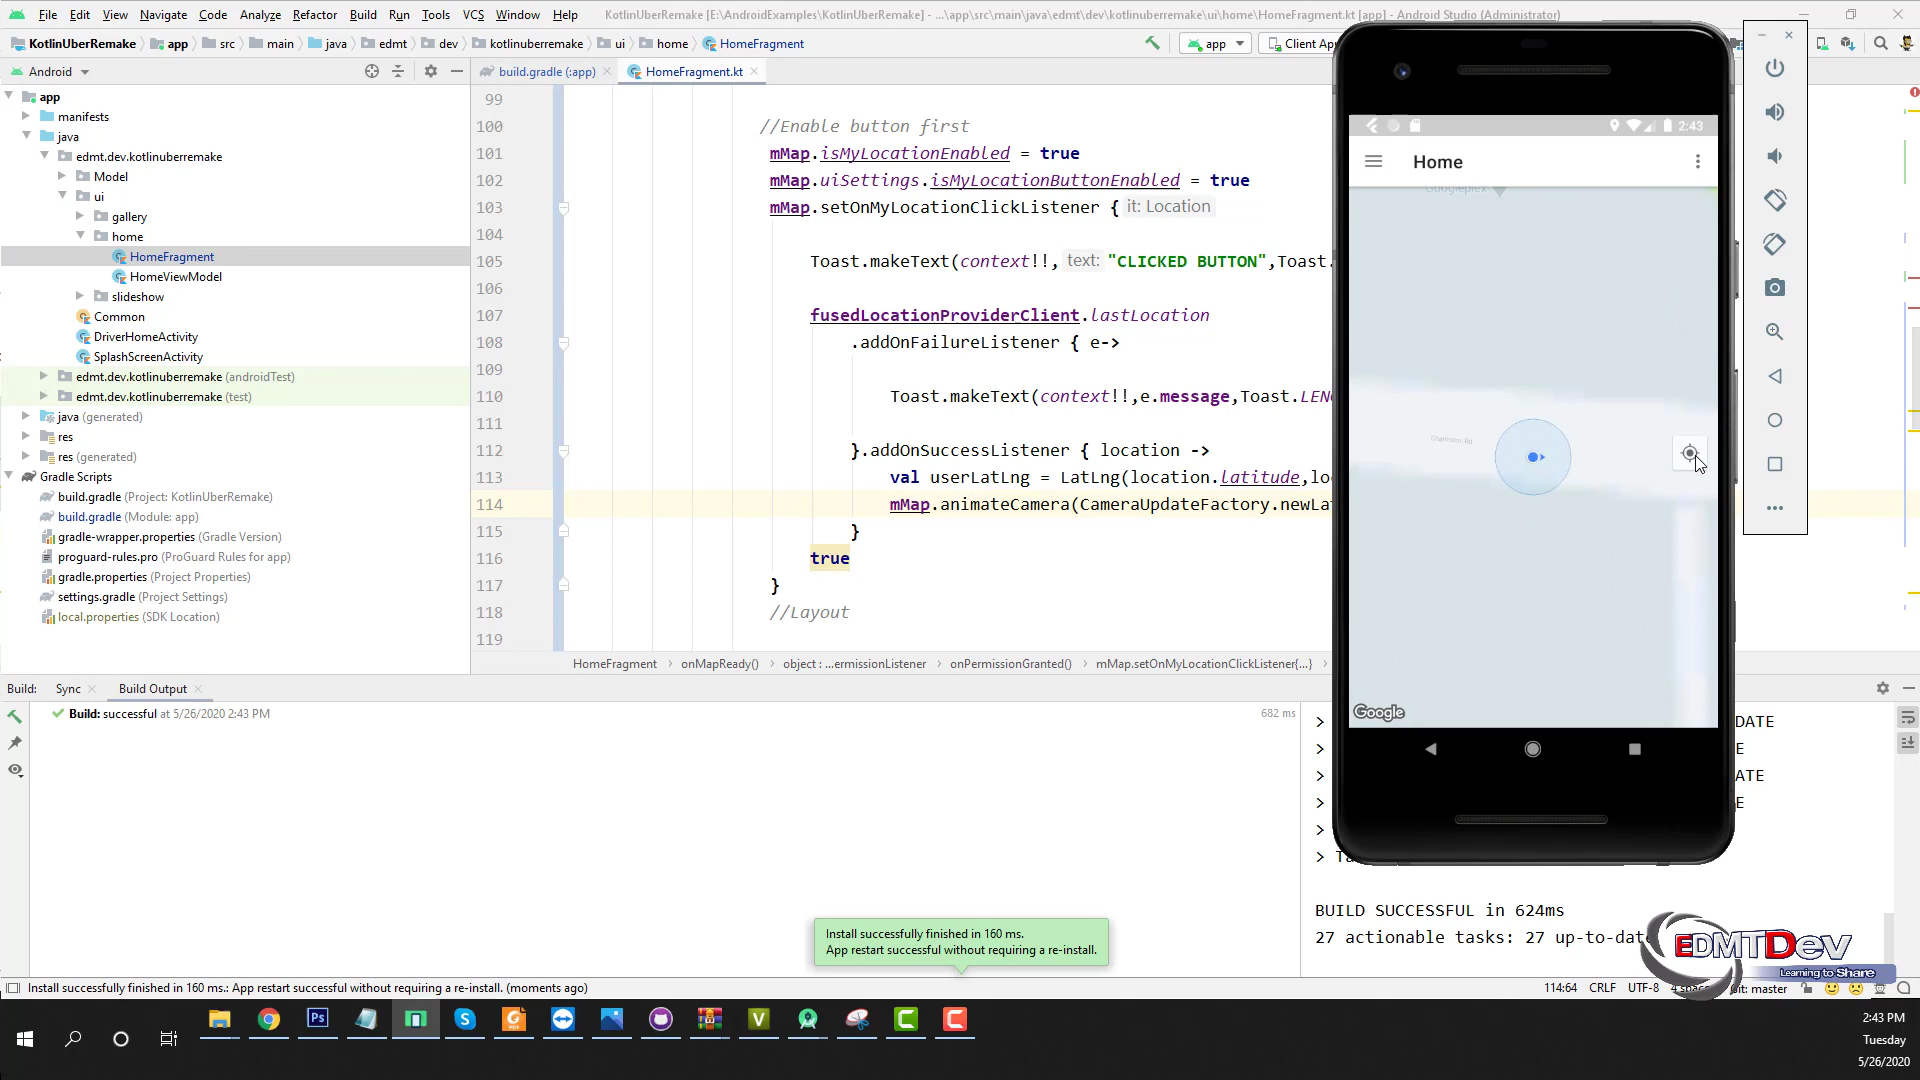 File Edit View Navigate Code Analyze Refactor Build Run Tools VCS Window Help KotlinUberRemake [E:\AndroidExamples\KotlinUberRemake] - ...\app\src\main\java\edmt\dev\kotlinuberremake\ui\home\HomeFragment.kt [app] - Android Studio (Administrator)
KotlinUberRemake app src main java edmt dev kotlinuberremake ui home HomeFragment app Client App
Android build.gradle (:app) HomeFragment.kt
app
manifests
java
edmt.dev.kotlinuberremake
Model
ui
gallery
home
HomeFragment
HomeViewModel
slideshow
Common
DriverHomeActivity
SplashScreenActivity
edmt.dev.kotlinuberremake (androidTest)
edmt.dev.kotlinuberremake (test)
java (generated)
res
res (generated)
Gradle Scripts
build.gradle (Project: KotlinUberRemake)
build.gradle (Module: app)
gradle-wrapper.properties (Gradle Version)
proguard-rules.pro (ProGuard Rules for app)
gradle.properties (Project Properties)
settings.gradle (Project Settings)
local.properties (SDK Location)
99
100 //Enable button first
101 mMap.isMyLocationEnabled = true
102 mMap.uiSettings.isMyLocationButtonEnabled = true
103 mMap.setOnMyLocationClickListener { it: Location
104
105 Toast.makeText(context!!, text: "CLICKED BUTTON",Toast.
106
107 fusedLocationProviderClient.lastLocation
108 .addOnFailureListener { e->
109
110 Toast.makeText(context!!,e.message,Toast.LEN
111
112 }.addOnSuccessListener { location ->
113 val userLatLng = LatLng(location.latitude,lo
114 mMap.animateCamera(CameraUpdateFactory.newLa
115 }
116 true
117 }
118 //Layout
119
HomeFragment › onMapReady() › object : ...ermissionListener › onPermissionGranted() › mMap.setOnMyLocationClickListener{...} ›
2:43
Home
Googleplex
Charleston Rd
Google
Build: Sync Build Output
Build: successful at 5/26/2020 2:43 PM 682 ms
> DATE
> E
> ATE
> E
>
> Ta
BUILD SUCCESSFUL in 624ms
27 actionable tasks: 27 up-to-date
Install successfully finished in 160 ms.
App restart successful without requiring a re-install.
EDMTDev
Learning to Share
Install successfully finished in 160 ms.: App restart successful without requiring a re-install. (moments ago) 114:64 CRLF UTF-8 4 spaces Git: master
2:43 PM
Tuesday
5/26/2020